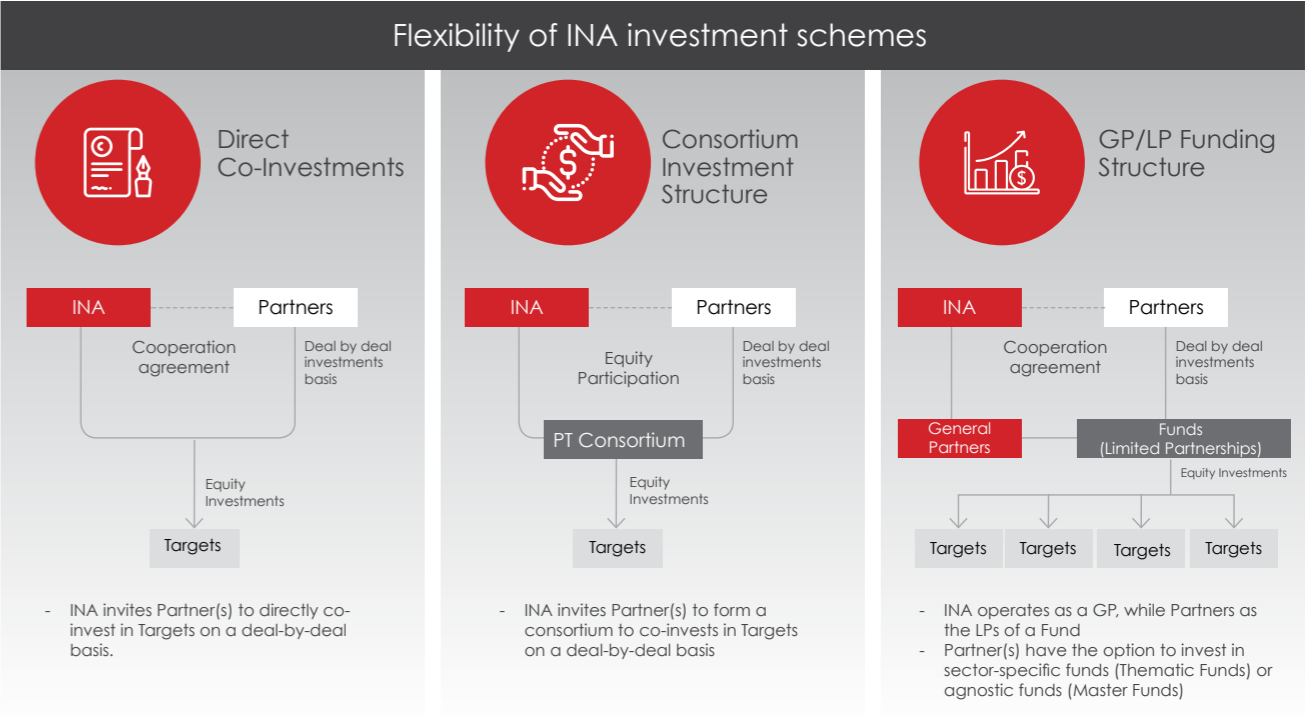 Flexibility of INA investment schemes
Direct
Co-Investments
INA
Partners
Cooperation
agreement
Deal by deal
investments
basis
Equity
Investments
Targets
- INA invites Partner(s) to directly co-
invest in Targets on a deal-by-deal
basis.
Consortium
Investment
Structure
INA
Partners
Equity
Participation
Deal by deal
investments
basis
PT Consortium
Equity
Investments
Targets
- INA invites Partner(s) to form a
consortium to co-invests in Targets
on a deal-by-deal basis
GP/LP Funding
Structure
INA
Partners
Cooperation
agreement
Deal by deal
investments
basis
General
Partners
Funds
(Limited Partnerships)
Equity Investments
Targets
Targets
Targets
Targets
- INA operates as a GP, while Partners as
the LPs of a Fund
- Partner(s) have the option to invest in
sector-specific funds (Thematic Funds) or
agnostic funds (Master Funds)